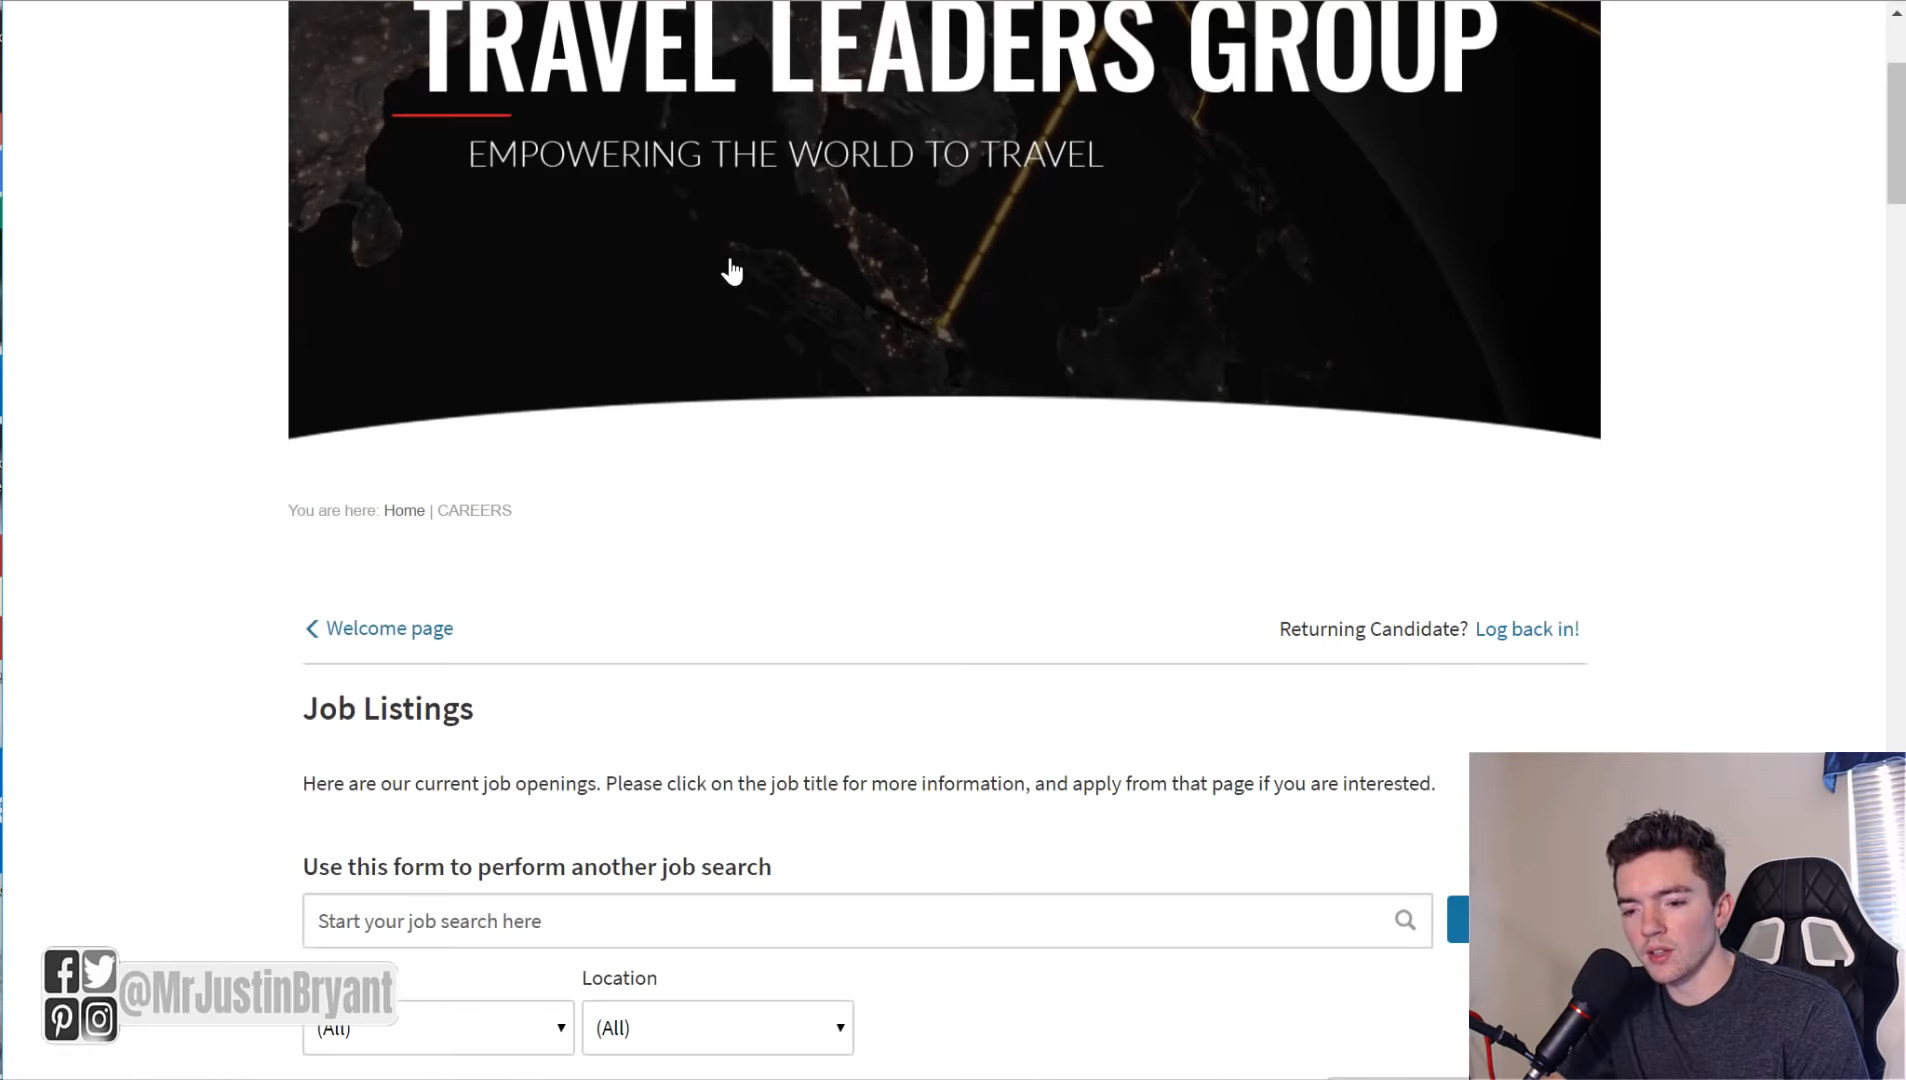 TRAVEL LEADERS GROUP
EMPOWERING THE WORLD TO TRAVEL
You are here: Home | CAREERS
Welcome page
Returning Candidate? Log back in!
Job Listings
Here are our current job openings. Please click on the job title for more information, and apply from that page if you are interested.
Use this form to perform another job search
Start your job search here
Location
@MrJustinBryant
(All)
(All)